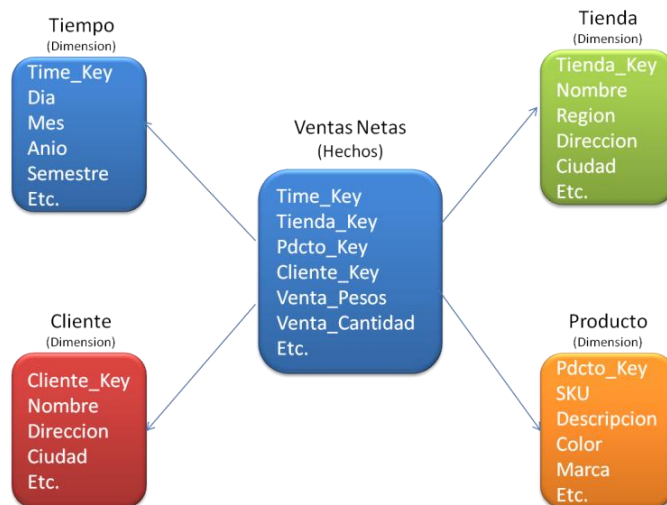 Tiempo
(Dimension)
Time_Key
Dia
Mes
Anio
Semestre
Etc.
Tienda
(Dimension)
Tienda_Key
Nombre
Region
Direccion
Ciudad
Etc.
Ventas Netas
(Hechos)
Time_Key
Tienda_Key
Pdcto_Key
Cliente_Key
Venta_Pesos
Venta_Cantidad
Etc.
Cliente
(Dimension)
Cliente_Key
Nombre
Direccion
Ciudad
Etc.
Producto
(Dimension)
Pdcto_Key
SKU
Descripcion
Color
Marca
Etc.